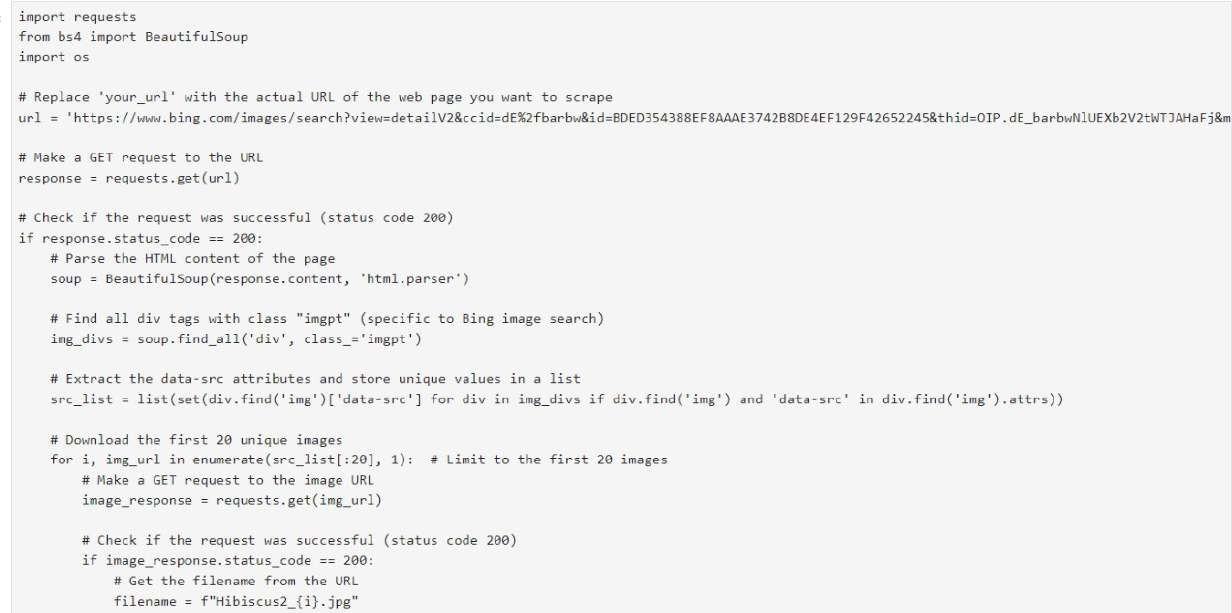 import requests
from bs4 import BeautifulSoup
import os
# Replace 'your_url' with the actual URL of the web page you want to scrape
url = 'https://www.bing.com/images/search?view=detailV2&ccid=dE%2fbarbw&id=BDED354388EF8AAAE3742B8DE4EF129F42652245&thid=OIP.dE_barbwNlUEXb2V2tWTJAHaFj&m
# Make a GET request to the URL
response = requests.get(url)
# Check if the request was successful (status code 200)
if response.status_code == 200:
    # Parse the HTML content of the page
    soup = BeautifulSoup(response.content, 'html.parser')
    # Find all div tags with class "imgpt" (specific to Bing image search)
    img_divs = soup.find_all('div', class_='imgpt')
    # Extract the data-src attributes and store unique values in a list
    src_list = list(set(div.find('img')['data-src'] for div in img_divs if div.find('img') and 'data-src' in div.find('img').attrs))
    # Download the first 20 unique images
    for i, img_url in enumerate(src_list[:20], 1):  # Limit to the first 20 images
        # Make a GET request to the image URL
        image_response = requests.get(img_url)
        # Check if the request was successful (status code 200)
        if image_response.status_code == 200:
            # Get the filename from the URL
            filename = f"Hibiscus2_{i}.jpg"